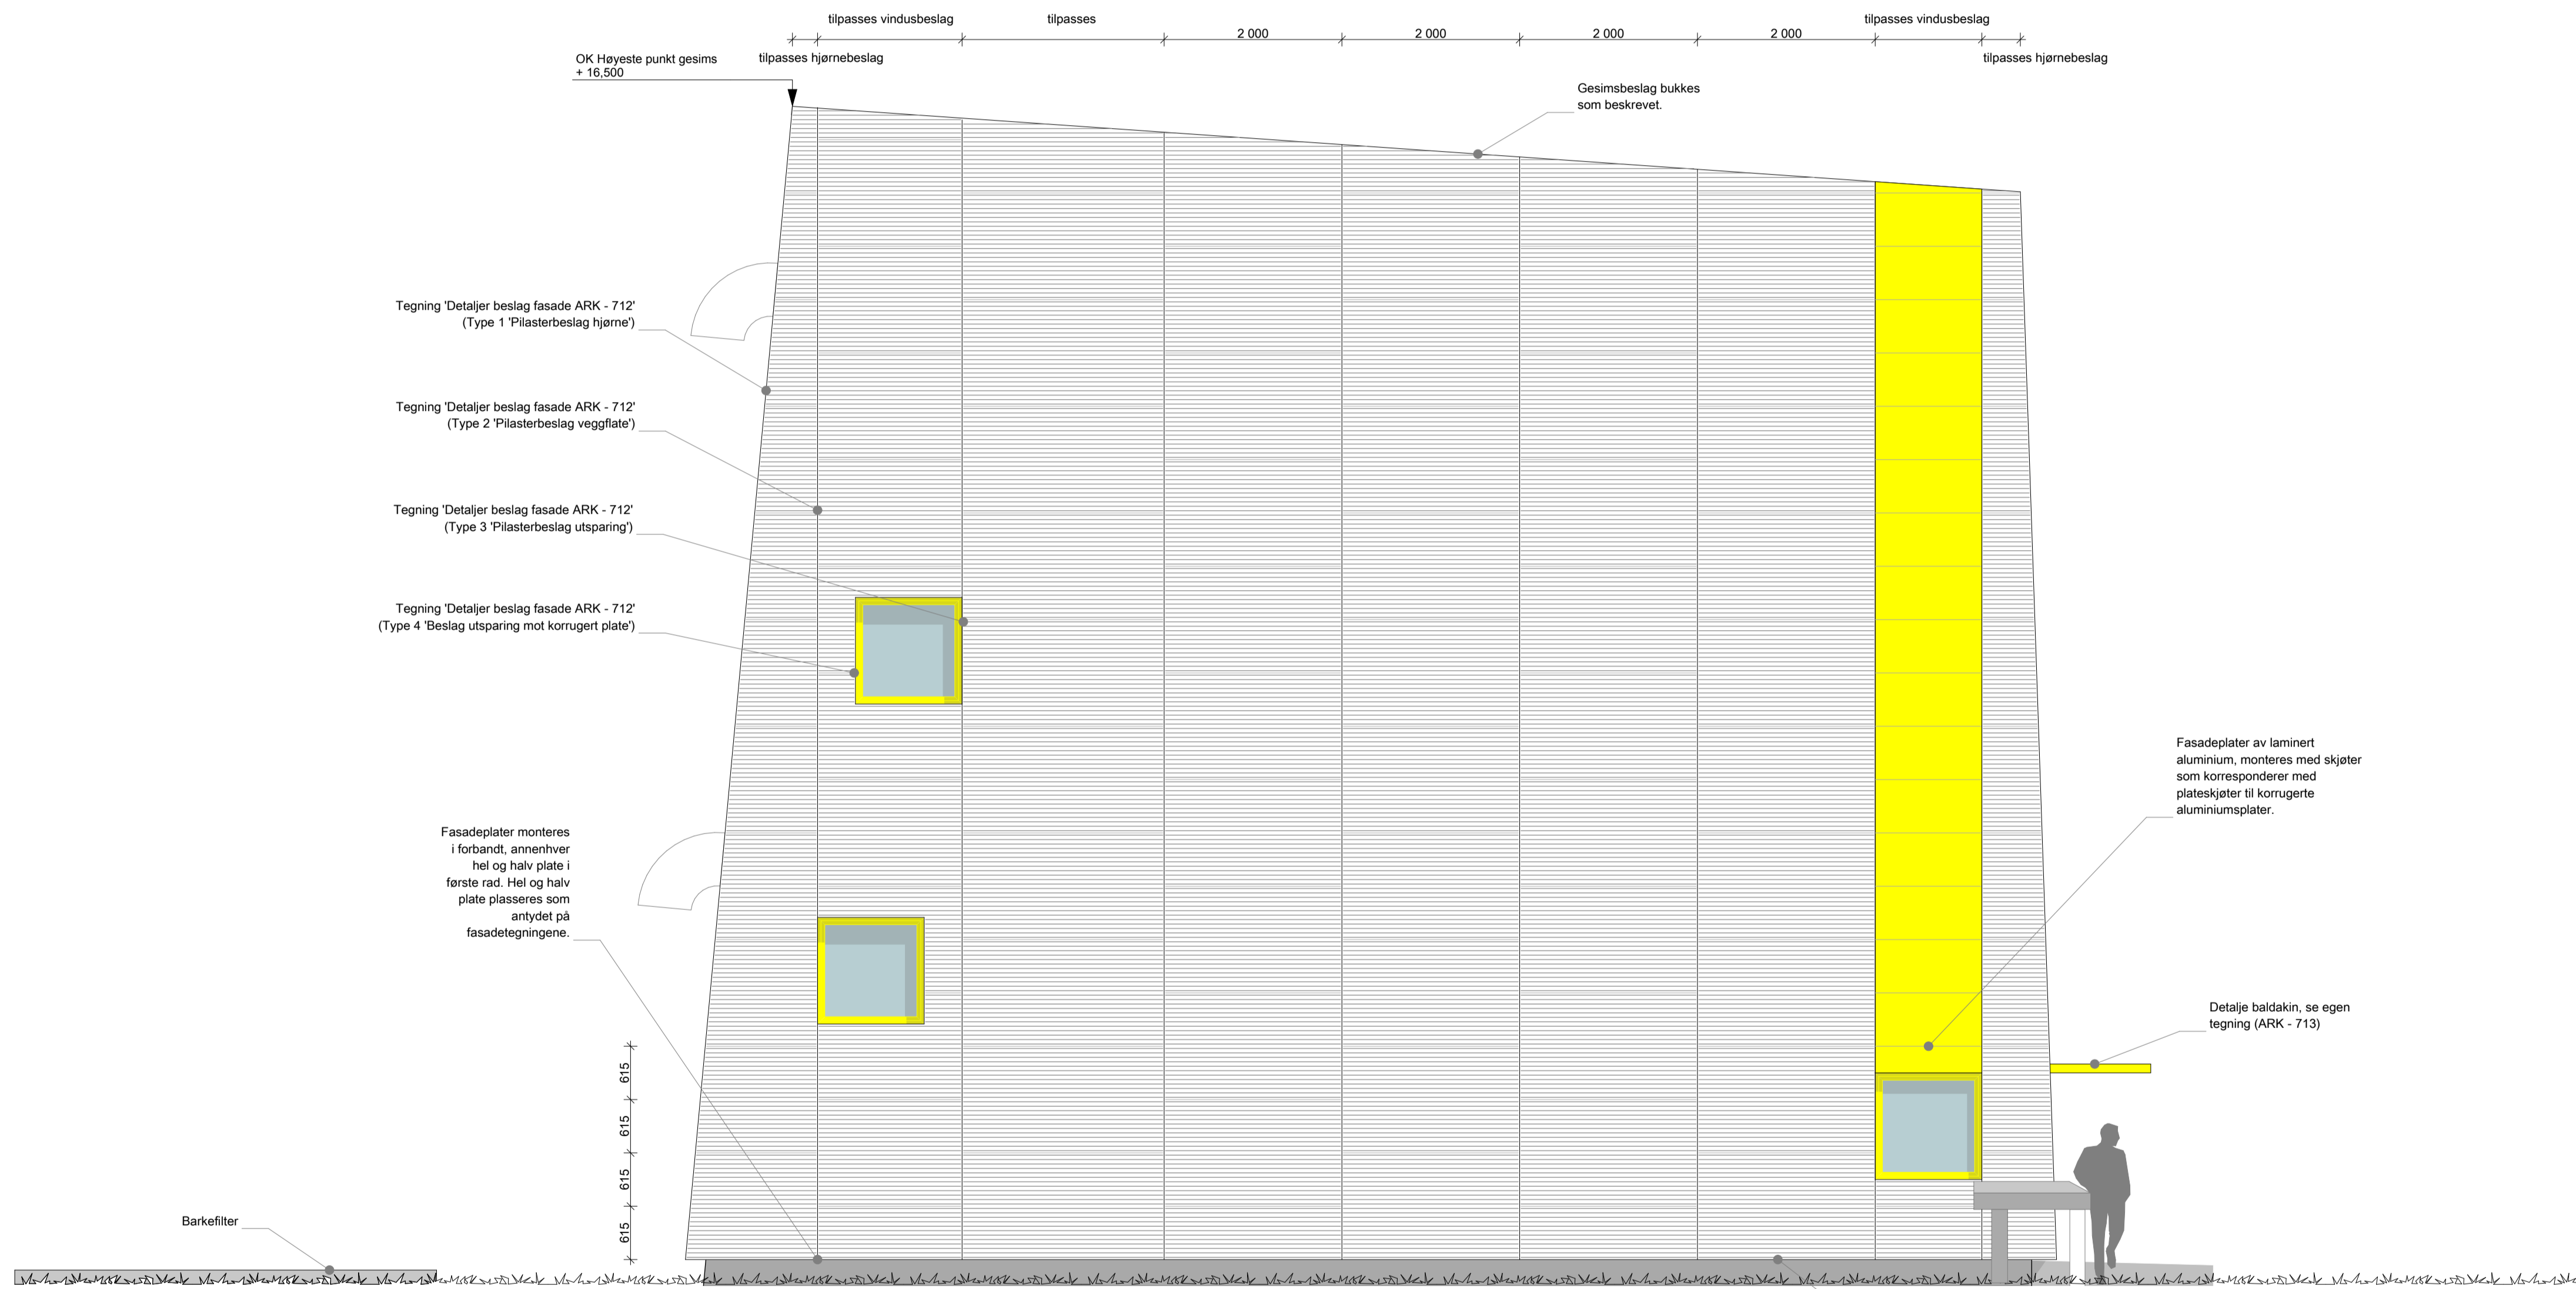 tilpasses vindusbeslag
tilpasses
tilpasses vindusbeslag
2 000
2 000
2 000
2 000
OK Høyeste punkt gesims
+ 16,500
tilpasses hjørnebeslag
tilpasses hjørnebeslag
Gesimsbeslag bukkes
som beskrevet.
Tegning 'Detaljer beslag fasade ARK - 712'
(Type 1 'Pilasterbeslag hjørne')
Tegning 'Detaljer beslag fasade ARK - 712'
(Type 2 'Pilasterbeslag veggflate')
Tegning 'Detaljer beslag fasade ARK - 712'
(Type 3 'Pilasterbeslag utsparing')
Tegning 'Detaljer beslag fasade ARK - 712'
(Type 4 'Beslag utsparing mot korrugert plate')
Fasadeplater av laminert
aluminium, monteres med skjøter
som korresponderer med
plateskjøter til korrugerte
aluminiumsplater.
Fasadeplater monteres
i forbandt, annenhver
hel og halv plate i
første rad. Hel og halv
plate plasseres som
antydet på
fasadetegningene.
Detalje baldakin, se egen
tegning (ARK - 713)
615
615
615
615
Barkefilter